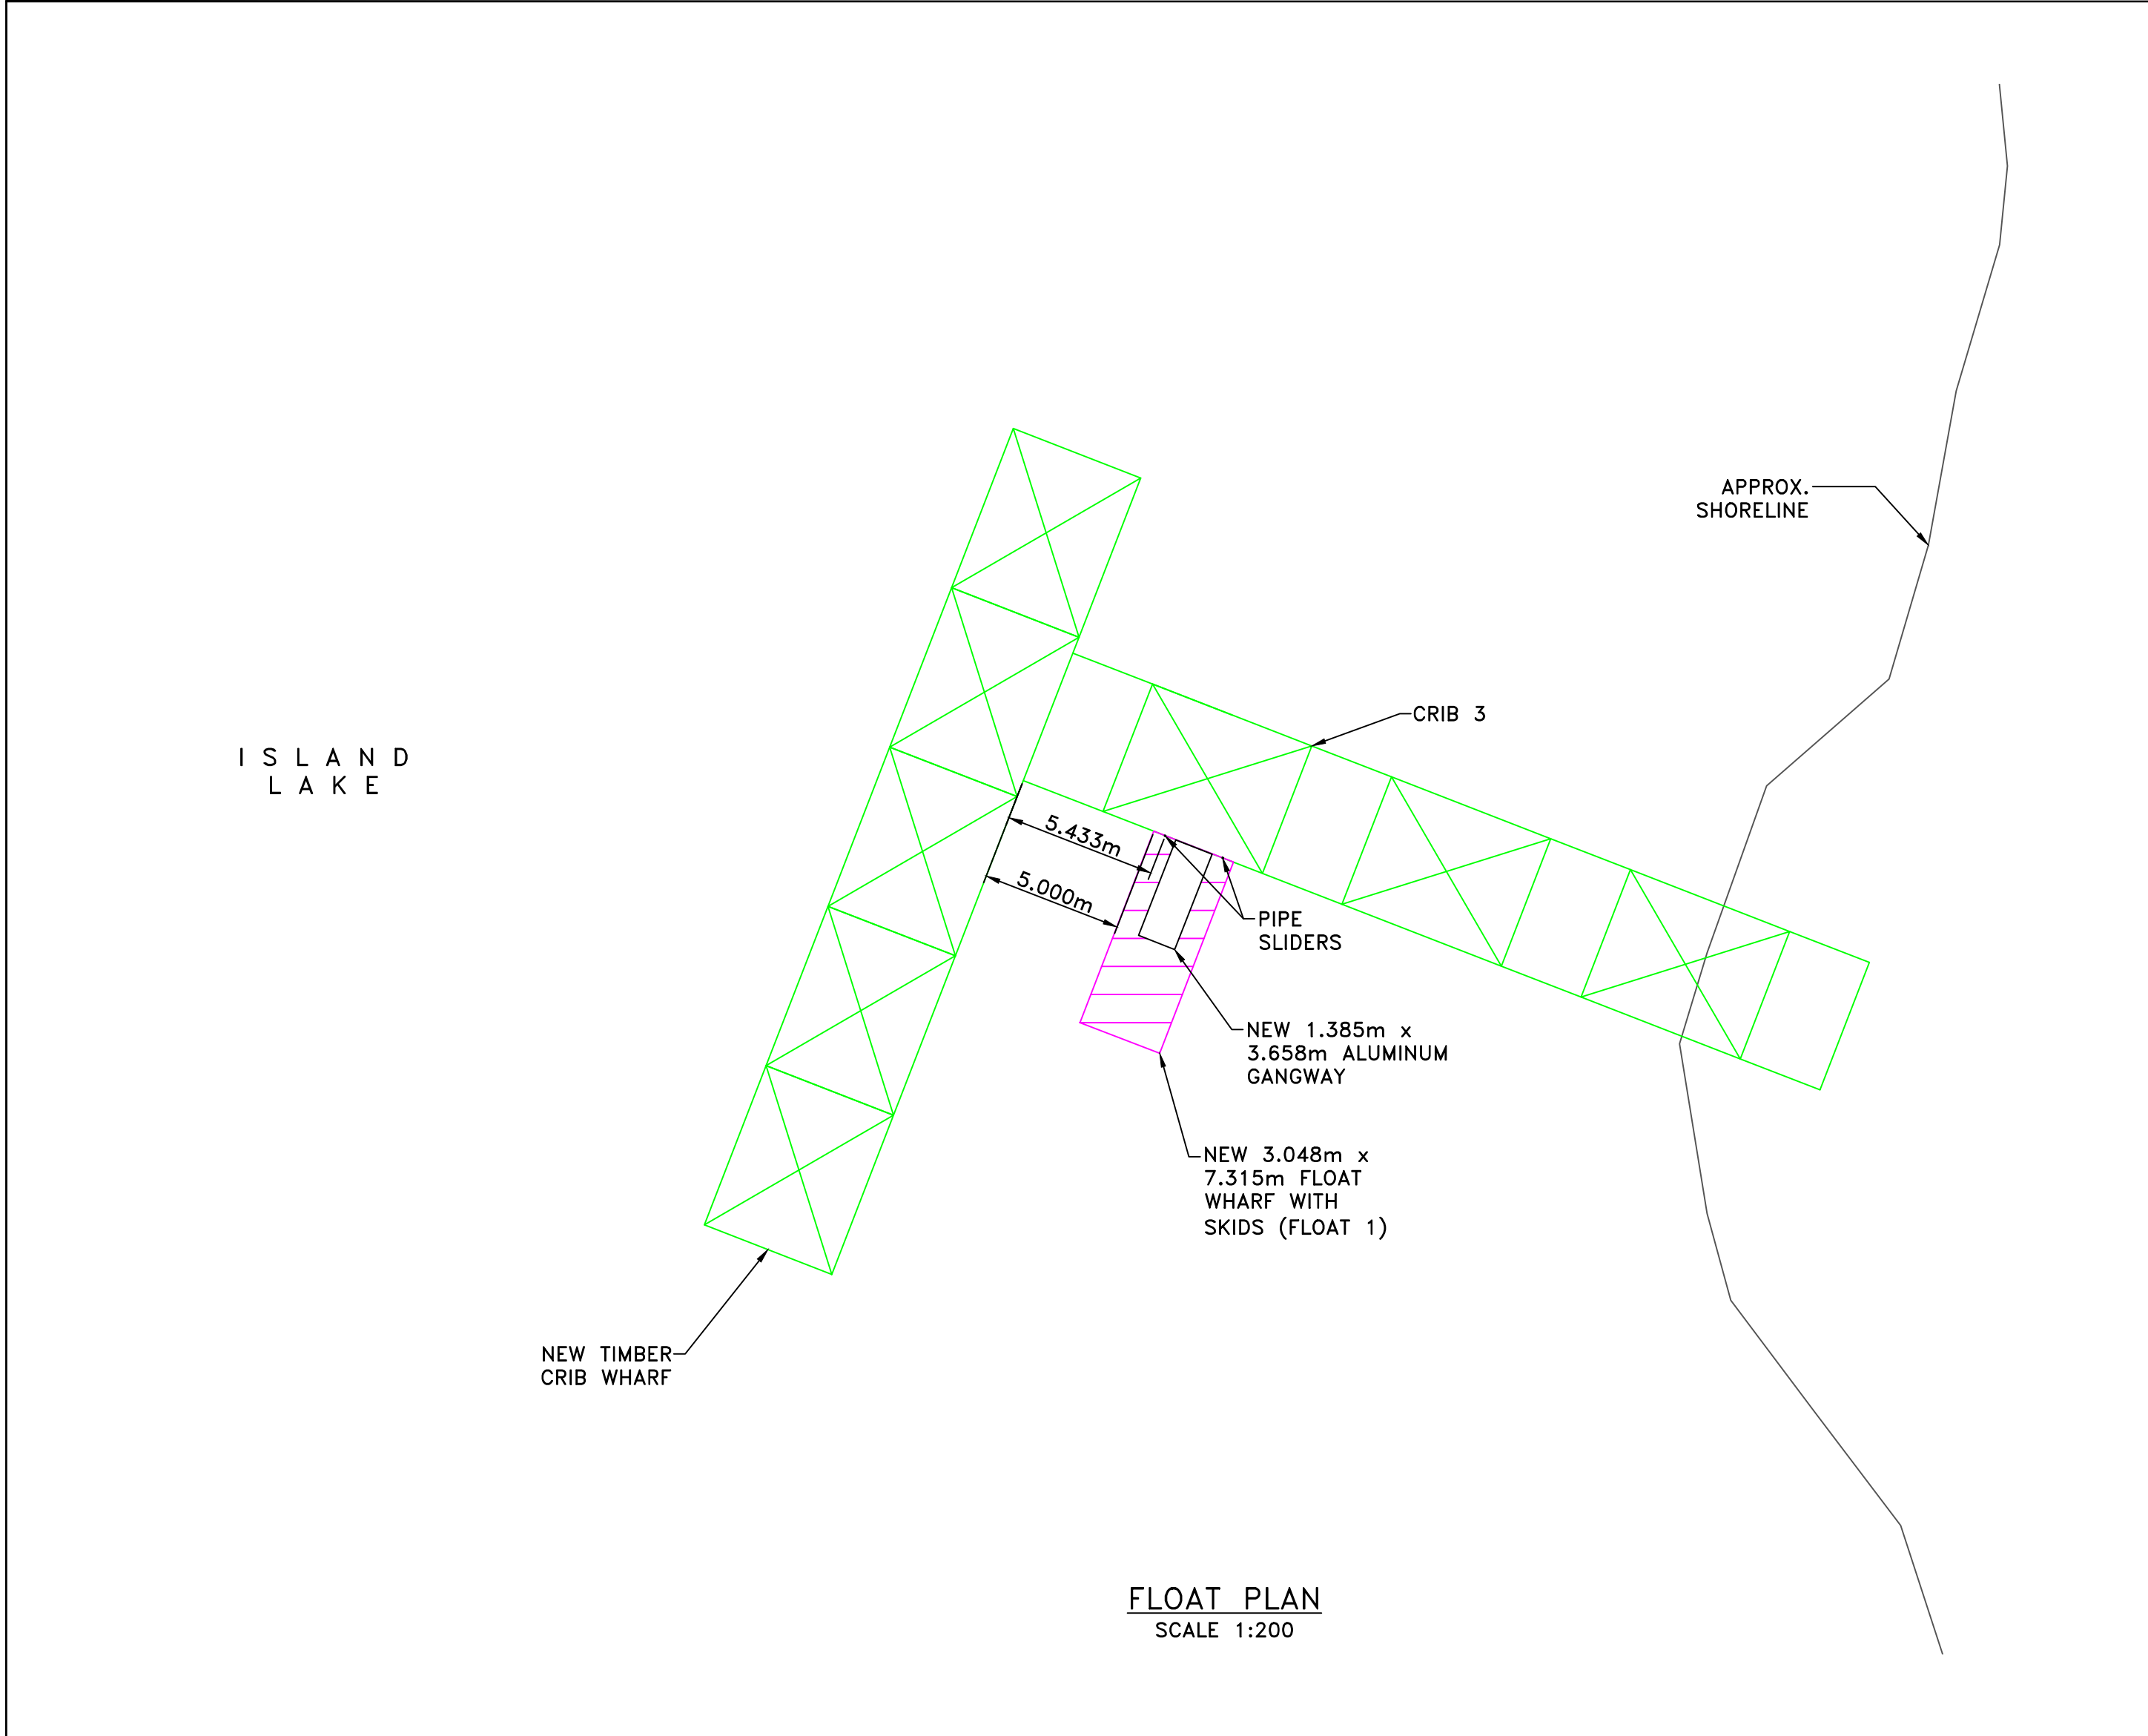 APPROX.
SHORELINE
CRIB 3
I S L A N D
L A K E
5.433m
5.000m
PIPE
SLIDERS
NEW 1.385m x
3.658m ALUMINUM
GANGWAY
NEW 3.048m x
7.315m FLOAT
WHARF WITH
SKIDS (FLOAT 1)
NEW TIMBER
CRIB WHARF
FLOAT PLAN
SCALE 1:200